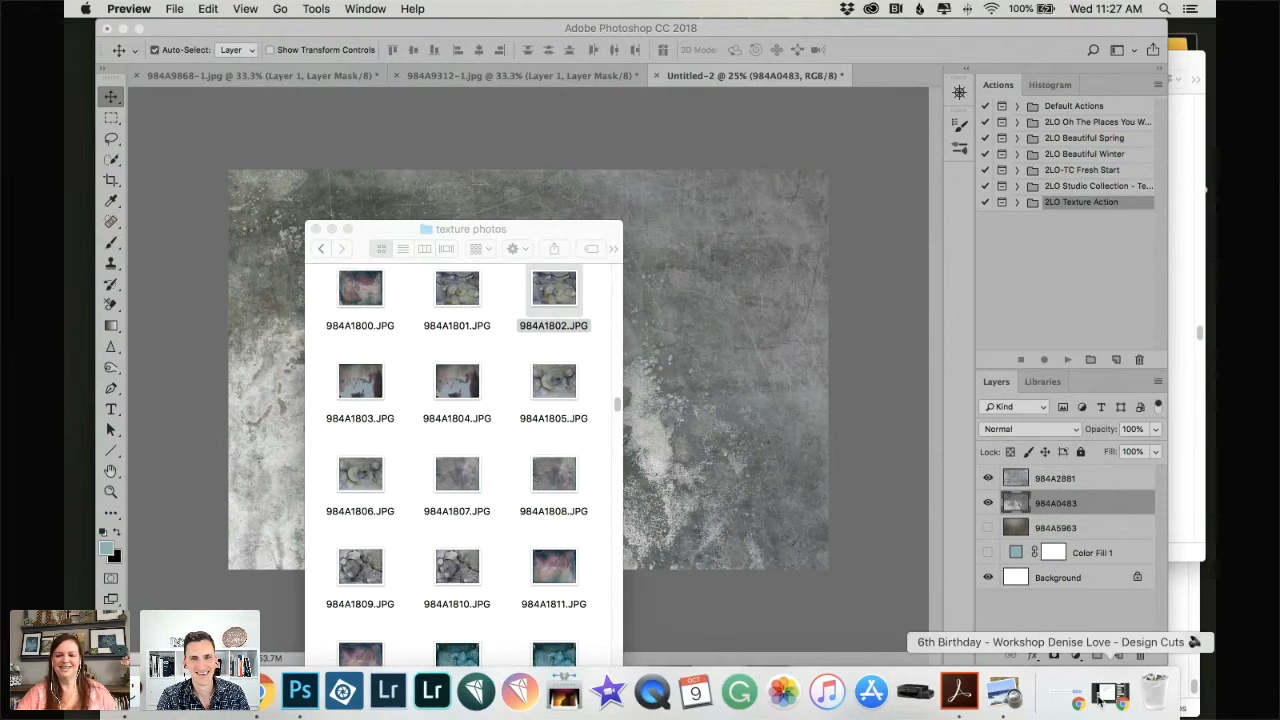 Preview File Edit View Go Tools Window Help 100% Wed 11:27 AM
Adobe Photoshop CC 2018
Auto-Select: Layer Show Transform Controls 3D Mode:
984A9868-1.jpg @ 33.3% (Layer 1, Layer Mask/8) * 984A9312-1.jpg @ 33.3% (Layer 1, Layer Mask/8) * Untitled-2 @ 25% (984A0483, RGB/8) *
Actions Histogram
Default Actions
2LO Oh The Places You W...
2LO Beautiful Spring
2LO Beautiful Winter
2LO-TC Fresh Start
2LO Studio Collection - Te...
2LO Texture Action
texture photos
984A1800.JPG 984A1801.JPG 984A1802.JPG
984A1803.JPG 984A1804.JPG 984A1805.JPG
984A1806.JPG 984A1807.JPG 984A1808.JPG
984A1809.JPG 984A1810.JPG 984A1811.JPG
Layers Libraries
Kind
Normal Opacity: 100%
Lock: Fill: 100%
984A2881
984A0483
984A5963
Color Fill 1
Background
6th Birthday - Workshop Denise Love - Design Cuts
53.7M
Ps Lr Lr
OCT
9